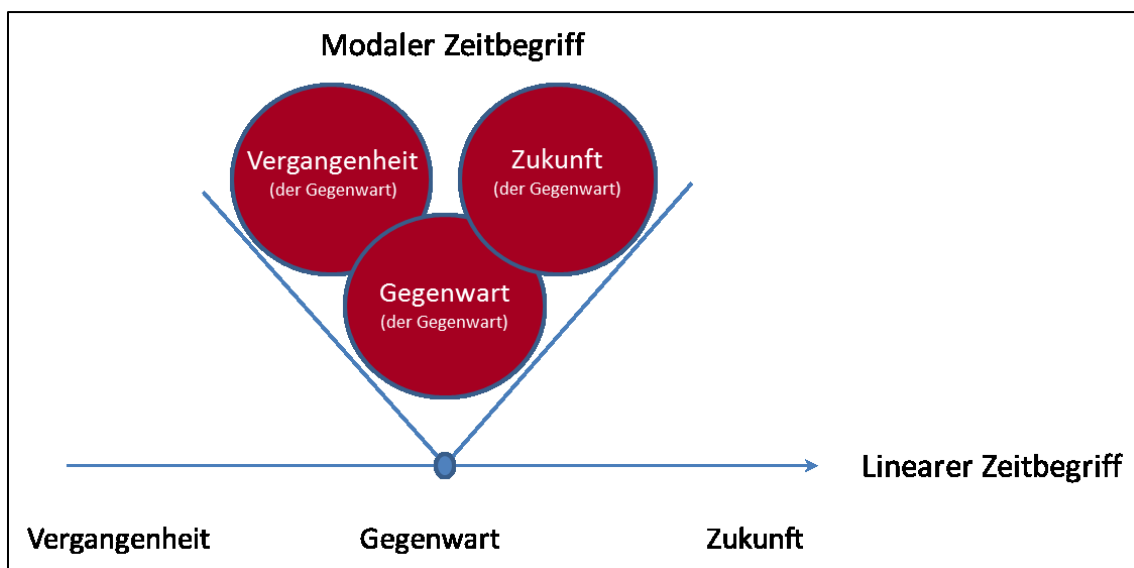 Modaler Zeitbegriff
Vergangenheit
(der Gegenwart)
Zukunft
(der Gegenwart)
Gegenwart
(der Gegenwart)
Linearer Zeitbegriff
Vergangenheit
Gegenwart
Zukunft